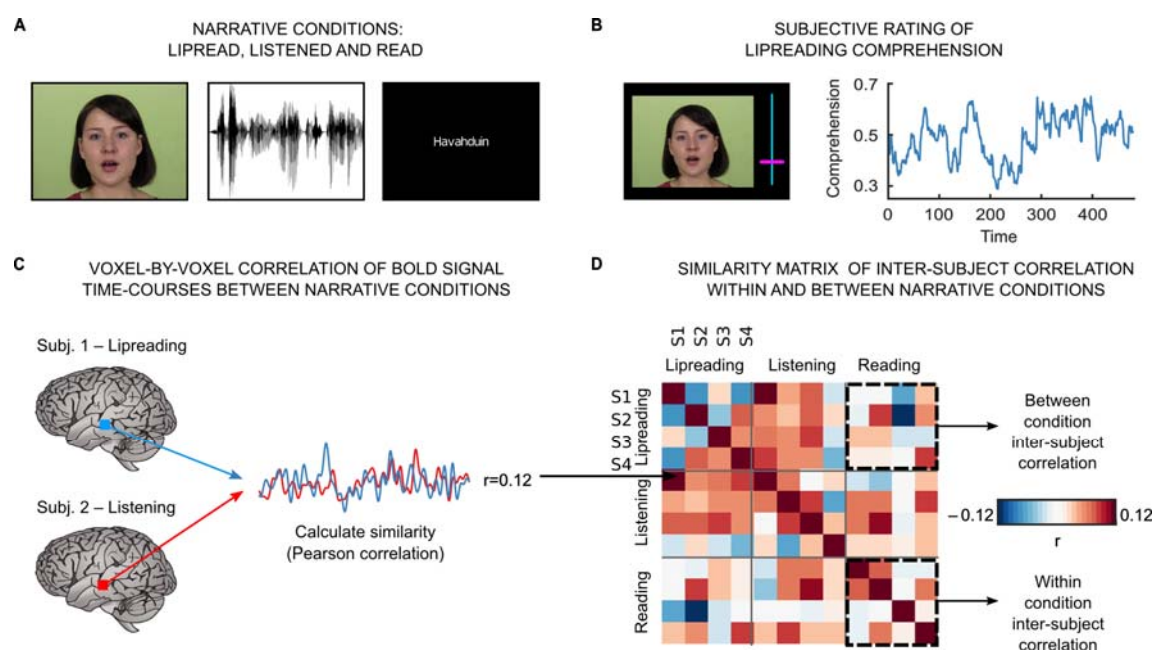 A
NARRATIVE CONDITIONS:
LIPREAD, LISTENED AND READ
Havahduin
B
SUBJECTIVE RATING OF
LIPREADING COMPREHENSION
Comprehension
0.7
0.5
0.3
0
100
200
300
400
Time
C
VOXEL-BY-VOXEL CORRELATION OF BOLD SIGNAL
TIME-COURSES BETWEEN NARRATIVE CONDITIONS
Subj. 1 – Lipreading
Subj. 2 – Listening
r=0.12
Calculate similarity
(Pearson correlation)
D
SIMILARITY MATRIX OF INTER-SUBJECT CORRELATION
WITHIN AND BETWEEN NARRATIVE CONDITIONS
S1
S2
S3
S4
Lipreading
Listening
Reading
S1
S2
S3
S4
Lipreading
Listening
Reading
Between
condition
inter-subject
correlation
−0.12
0.12
r
Within
condition
inter-subject
correlation